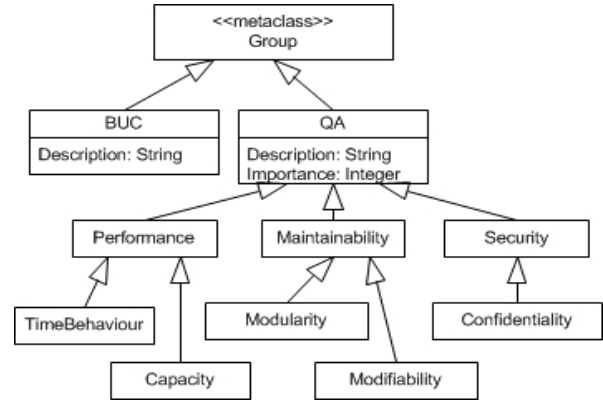 <<metaclass>>
Group
BUC
Description: String
QA
Description: String
Importance: Integer
Performance
Maintainability
Security
TimeBehaviour
Modularity
Confidentiality
Capacity
Modifiability